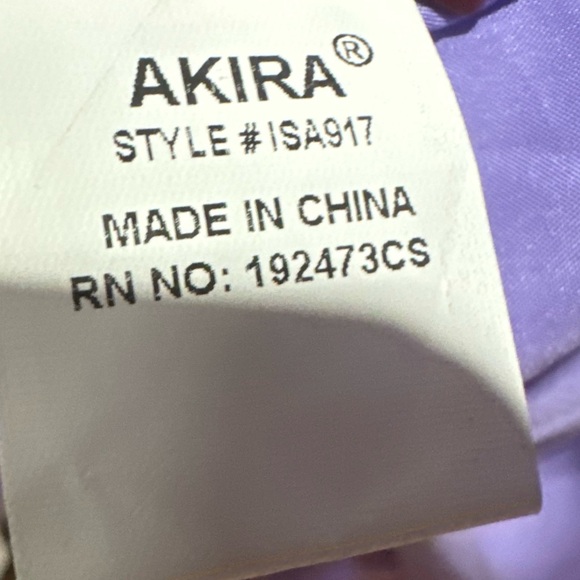 AKIRA®
STYLE #ISA917
MADE IN CHINA
RN NO: 192473CS